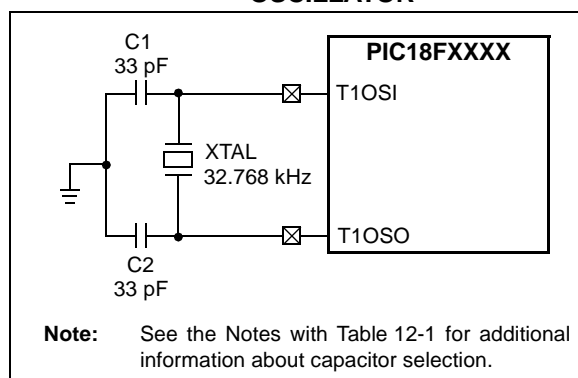 OSCILLATOR
C1
33 pF
PIC18FXXXX
T1OSI
XTAL
32.768 kHz
T1OSO
C2
33 pF
Note: See the Notes with Table 12-1 for additional
information about capacitor selection.